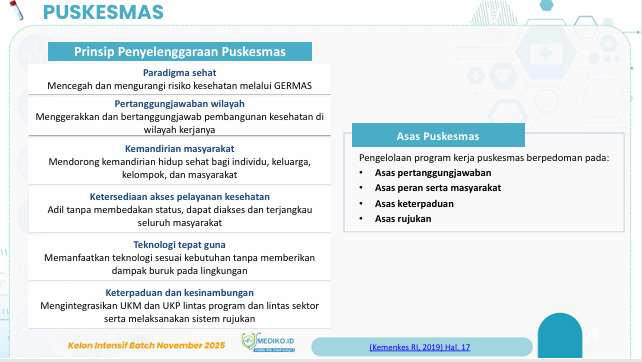 PUSKESMAS
Prinsip Penyelenggaraan Puskesmas
Paradigma sehat
Mencegah dan mengurangi risiko kesehatan melalui GERMAS
Pertanggungjawaban wilayah
Menggerakkan dan bertanggungjawab pembangunan kesehatan di
wilayah kerjanya
Kemandirian masyarakat
Mendorong kemandirian hidup sehat bagi individu, keluarga,
kelompok, dan masyarakat
Ketersediaan akses pelayanan kesehatan
Adil tanpa membedakan status, dapat diakses dan terjangkau
seluruh masyarakat
Teknologi tepat guna
Memanfaatkan teknologi sesuai kebutuhan tanpa memberikan
dampak buruk pada lingkungan
Keterpaduan dan kesinambungan
Mengintegrasikan UKM dan UKP lintas program dan lintas sektor
serta melaksanakan sistem rujukan
Asas Puskesmas
Pengelolaan program kerja puskesmas berpedoman pada:
• Asas pertanggungjawaban
• Asas peran serta masyarakat
• Asas keterpaduan
• Asas rujukan
Kelon Intensif Batch November 2025
MEDIKO.ID
(Kemenkes RI, 2019) Hal. 17